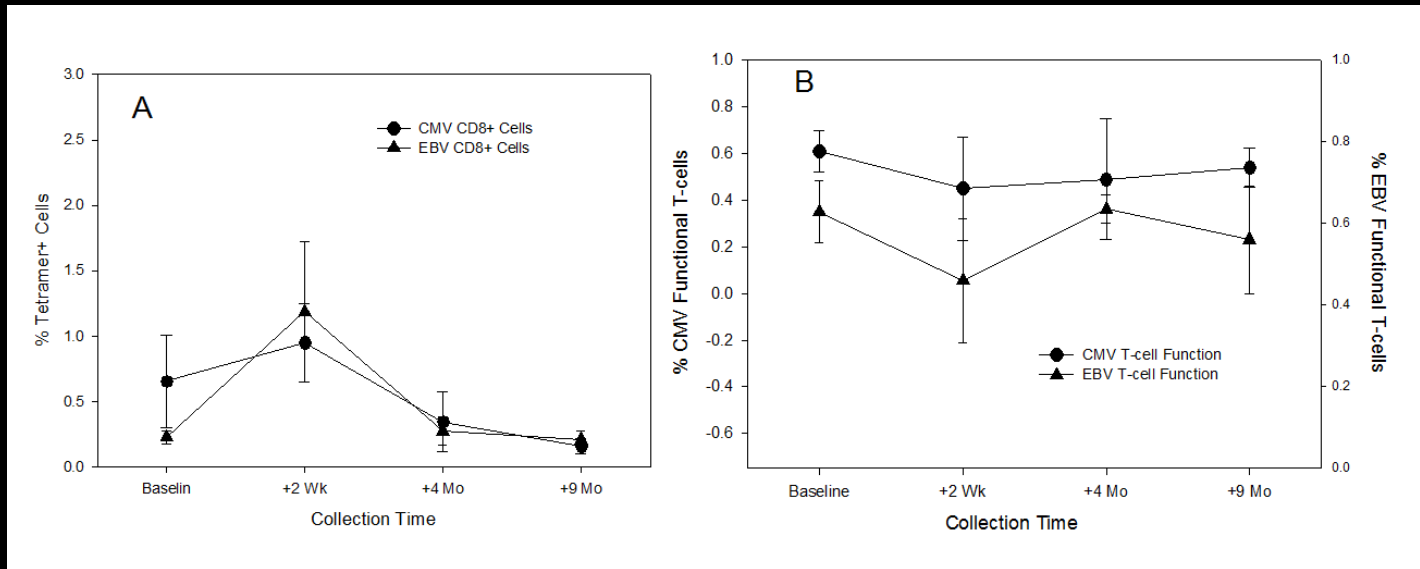 A
CMV CD8+ Cells
EBV CD8+ Cells
% Tetramer+ Cells
3.0
2.5
2.0
1.5
1.0
0.5
0.0
Baselin +2 Wk +4 Mo +9 Mo
Collection Time
B
% CMV Functional T-cells
1.0
0.8
0.6
0.4
0.2
0.0
-0.2
-0.4
-0.6
CMV T-cell Function
EBV T-cell Function
1.0
0.8
0.6
0.4
0.2
0.0
% EBV Functional T-cells
Baseline +2 Wk +4 Mo +9 Mo
Collection Time